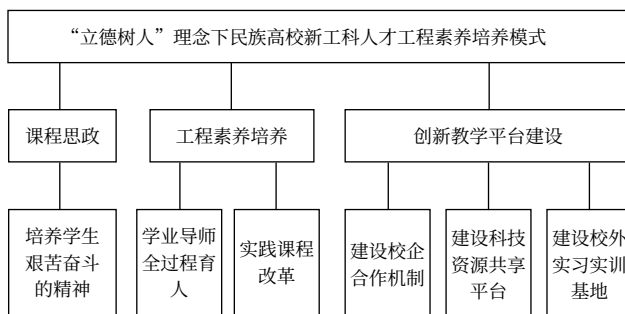 “立德树人”理念下民族高校新工科人才工程素养培养模式
课程思政
工程素养培养
创新教学平台建设
培养学生
艰苦奋斗
的精神
学业导师
全过程育
人
实践课程
改革
建设校企
合作机制
建设科技
资源共享
平台
建设校外
实习实训
基地